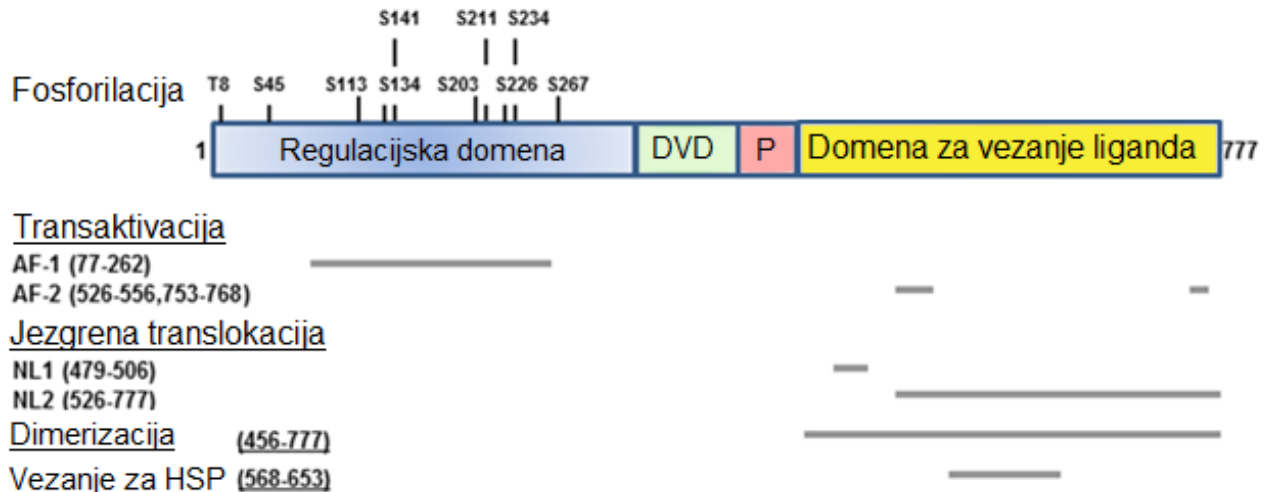 S141 S211 S234
Fosforilacija T8 S45 S113 S134 S203 S226 S267
1 Regulacijska domena DVD P Domena za vezanje liganda 777
Transaktivacija
AF-1 (77-262)
AF-2 (526-556,753-768)
Jezgrena translokacija
NL1 (479-506)
NL2 (526-777)
Dimerizacija (456-777)
Vezanje za HSP (568-653)